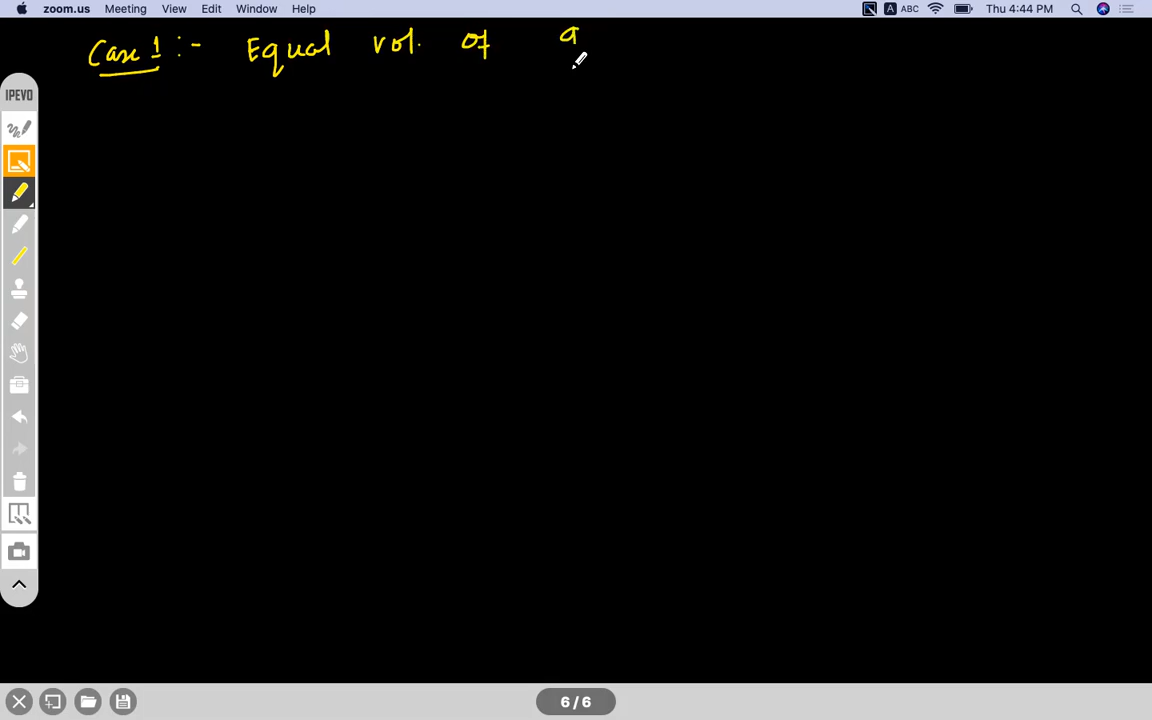 zoom.us Meeting View Edit Window Help A ABC Thu 4:44 PM
Case 1 :- Equal vol. of
IPEVO
6 / 6